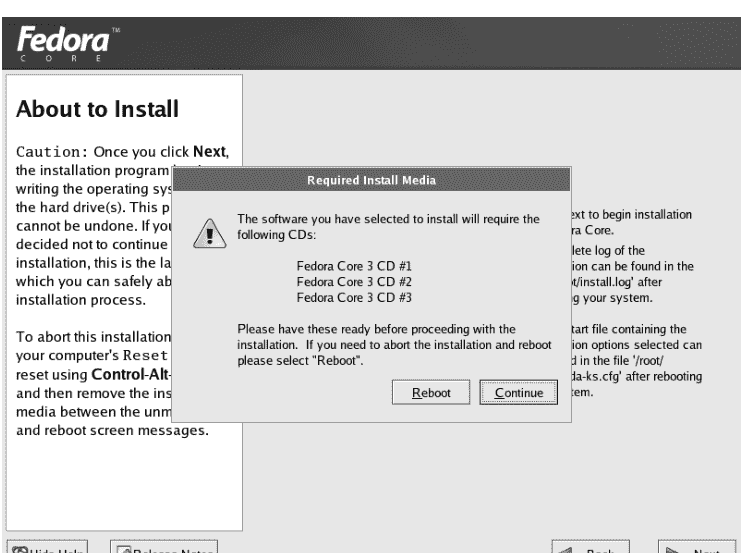 Fedora™
CORE
About to Install
Caution: Once you click Next,
the installation program
writing the operating sys
the hard drive(s). This p
cannot be undone. If you
decided not to continue
installation, this is the la
which you can safely ab
installation process.
To abort this installation
your computer's Reset
reset using Control-Alt-
and then remove the ins
media between the unm
and reboot screen messages.
Required Install Media
The software you have selected to install will require the
following CDs:
Fedora Core 3 CD #1
Fedora Core 3 CD #2
Fedora Core 3 CD #3
Please have these ready before proceeding with the
installation. If you need to abort the installation and reboot
please select "Reboot".
Reboot
Continue
ext to begin installation
ra Core.
lete log of the
ion can be found in the
t/install.log' after
g your system.
tart file containing the
ion options selected can
d in the file '/root/
da-ks.cfg' after rebooting
tem.
Hide Help
Release Notes
Back
Next